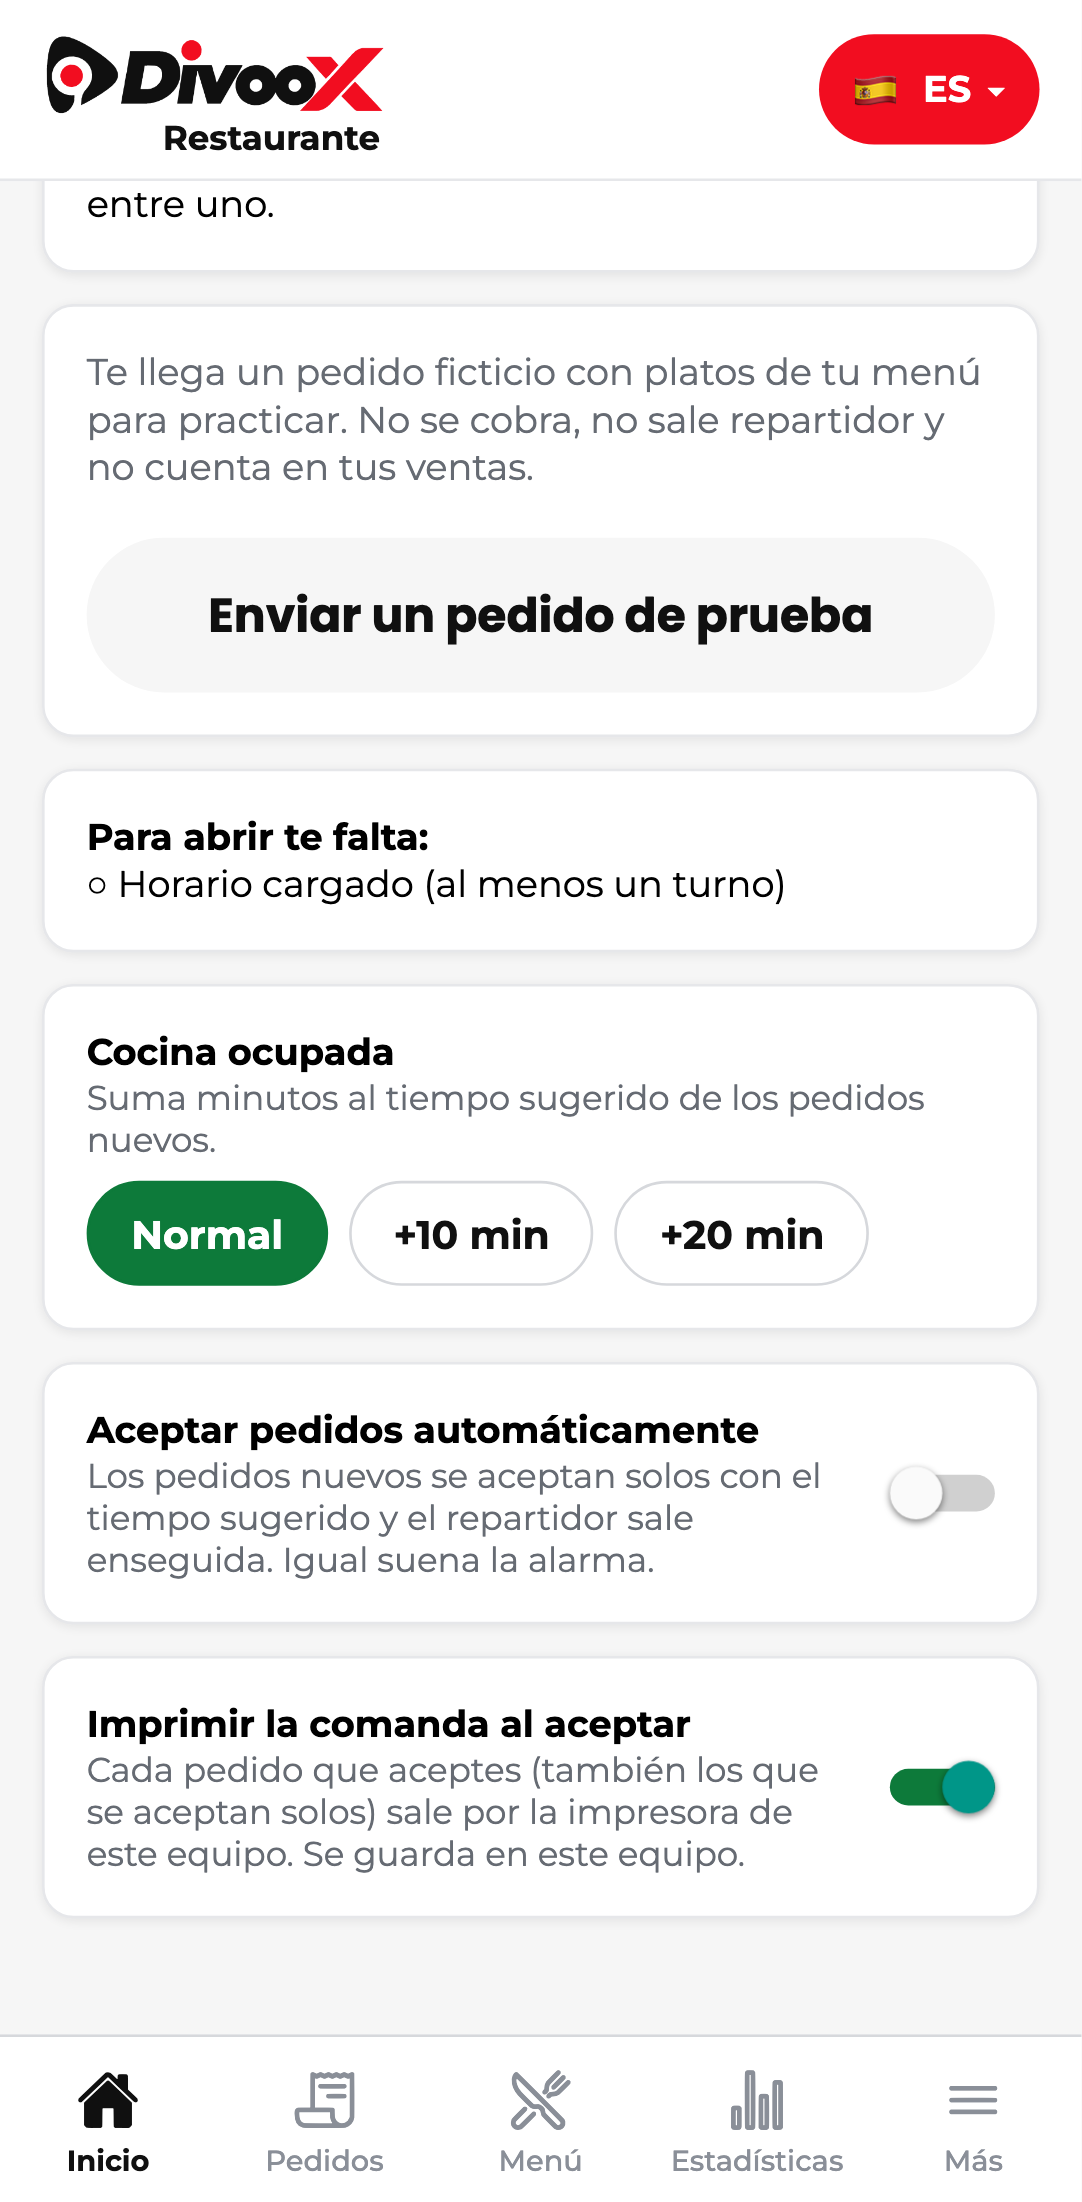 DivooX
Restaurante
ES
entre uno.
Te llega un pedido ficticio con platos de tu menú
para practicar. No se cobra, no sale repartidor y
no cuenta en tus ventas.
Enviar un pedido de prueba
Para abrir te falta:
○ Horario cargado (al menos un turno)
Cocina ocupada
Suma minutos al tiempo sugerido de los pedidos
nuevos.
Normal
+10 min
+20 min
Aceptar pedidos automáticamente
Los pedidos nuevos se aceptan solos con el
tiempo sugerido y el repartidor sale
enseguida. Igual suena la alarma.
Imprimir la comanda al aceptar
Cada pedido que aceptes (también los que
se aceptan solos) sale por la impresora de
este equipo. Se guarda en este equipo.
Inicio
Pedidos
Menú
Estadísticas
Más